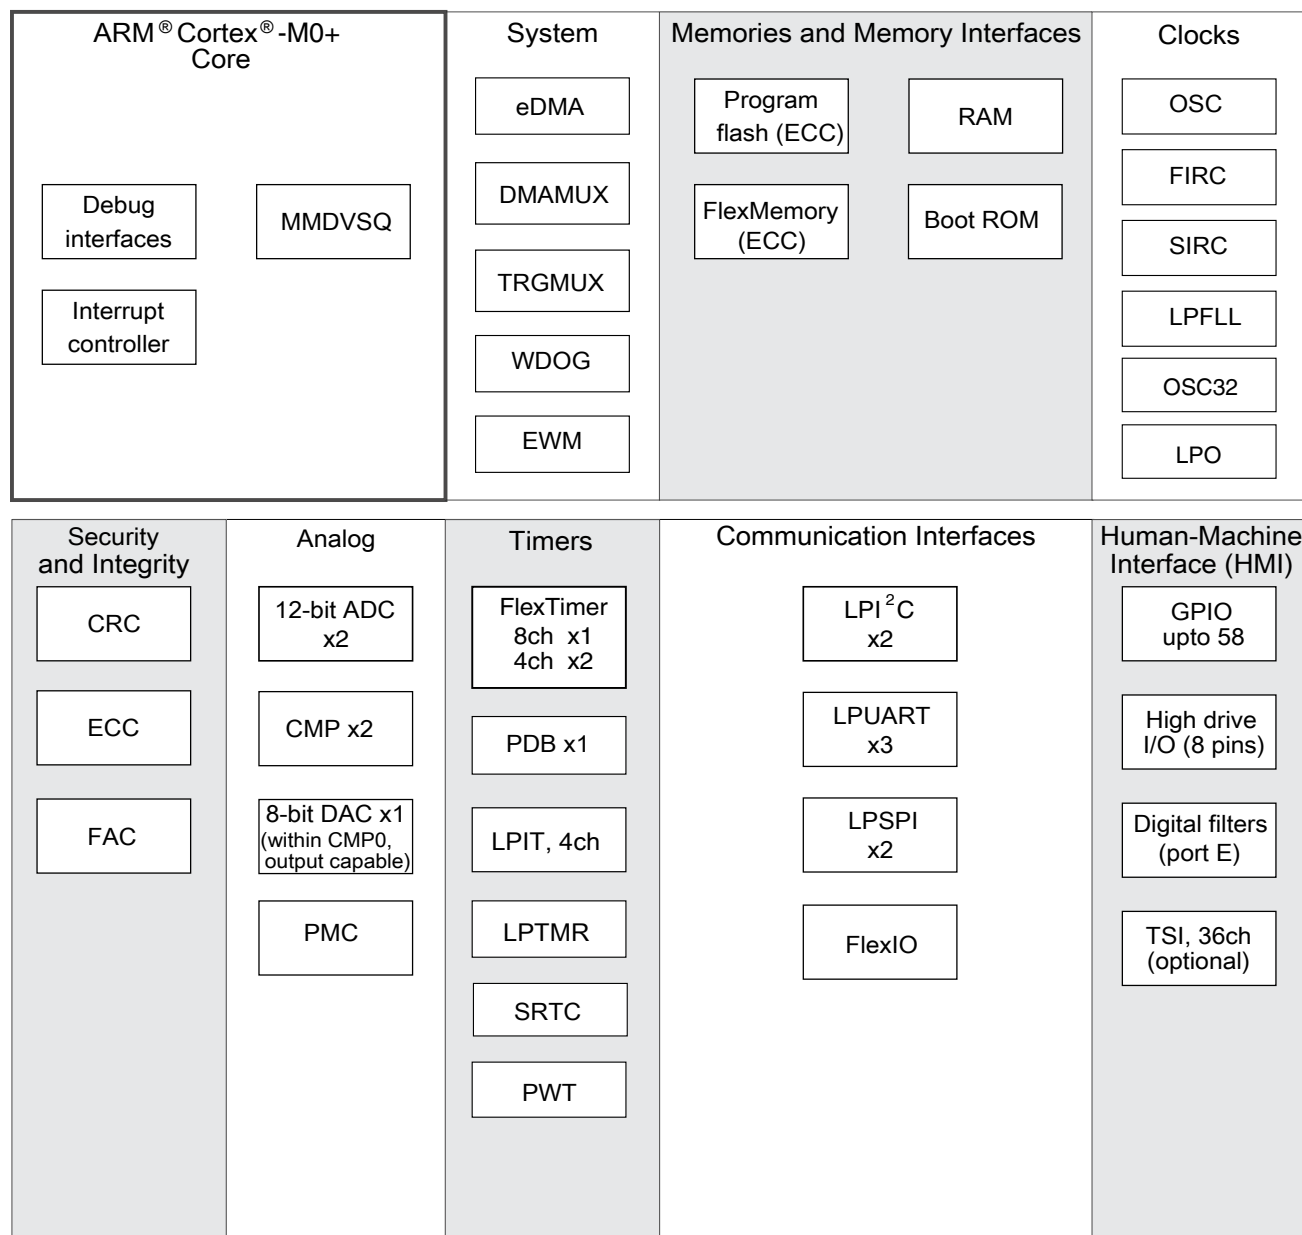 ARM® Cortex®-M0+
Core
Debug
interfaces
MMDVSQ
Interrupt
controller
System
eDMA
DMAMUX
TRGMUX
WDOG
EWM
Memories and Memory Interfaces
Program
flash (ECC)
RAM
FlexMemory
(ECC)
Boot ROM
Clocks
OSC
FIRC
SIRC
LPFLL
OSC32
LPO
Security
and Integrity
CRC
ECC
FAC
Analog
12-bit ADC
x2
CMP x2
8-bit DAC x1
(within CMP0,
output capable)
PMC
Timers
FlexTimer
8ch x1
4ch x2
PDB x1
LPIT, 4ch
LPTMR
SRTC
PWT
Communication Interfaces
LPI²C
x2
LPUART
x3
LPSPI
x2
FlexIO
Human-Machine
Interface (HMI)
GPIO
upto 58
High drive
I/O (8 pins)
Digital filters
(port E)
TSI, 36ch
(optional)